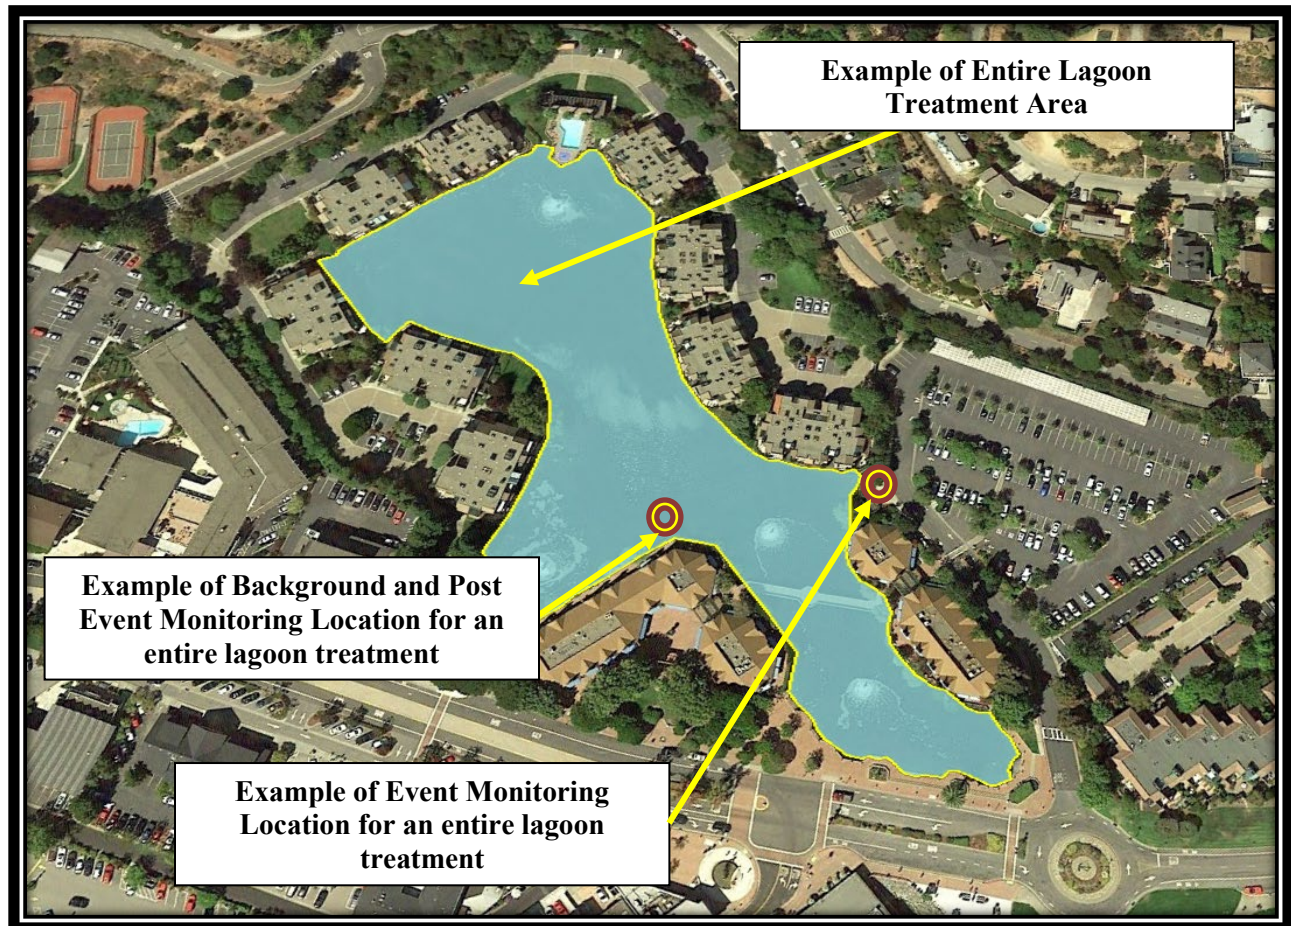 Example of Entire Lagoon
Treatment Area
Example of Background and Post
Event Monitoring Location for an
entire lagoon treatment
Example of Event Monitoring
Location for an entire lagoon
treatment